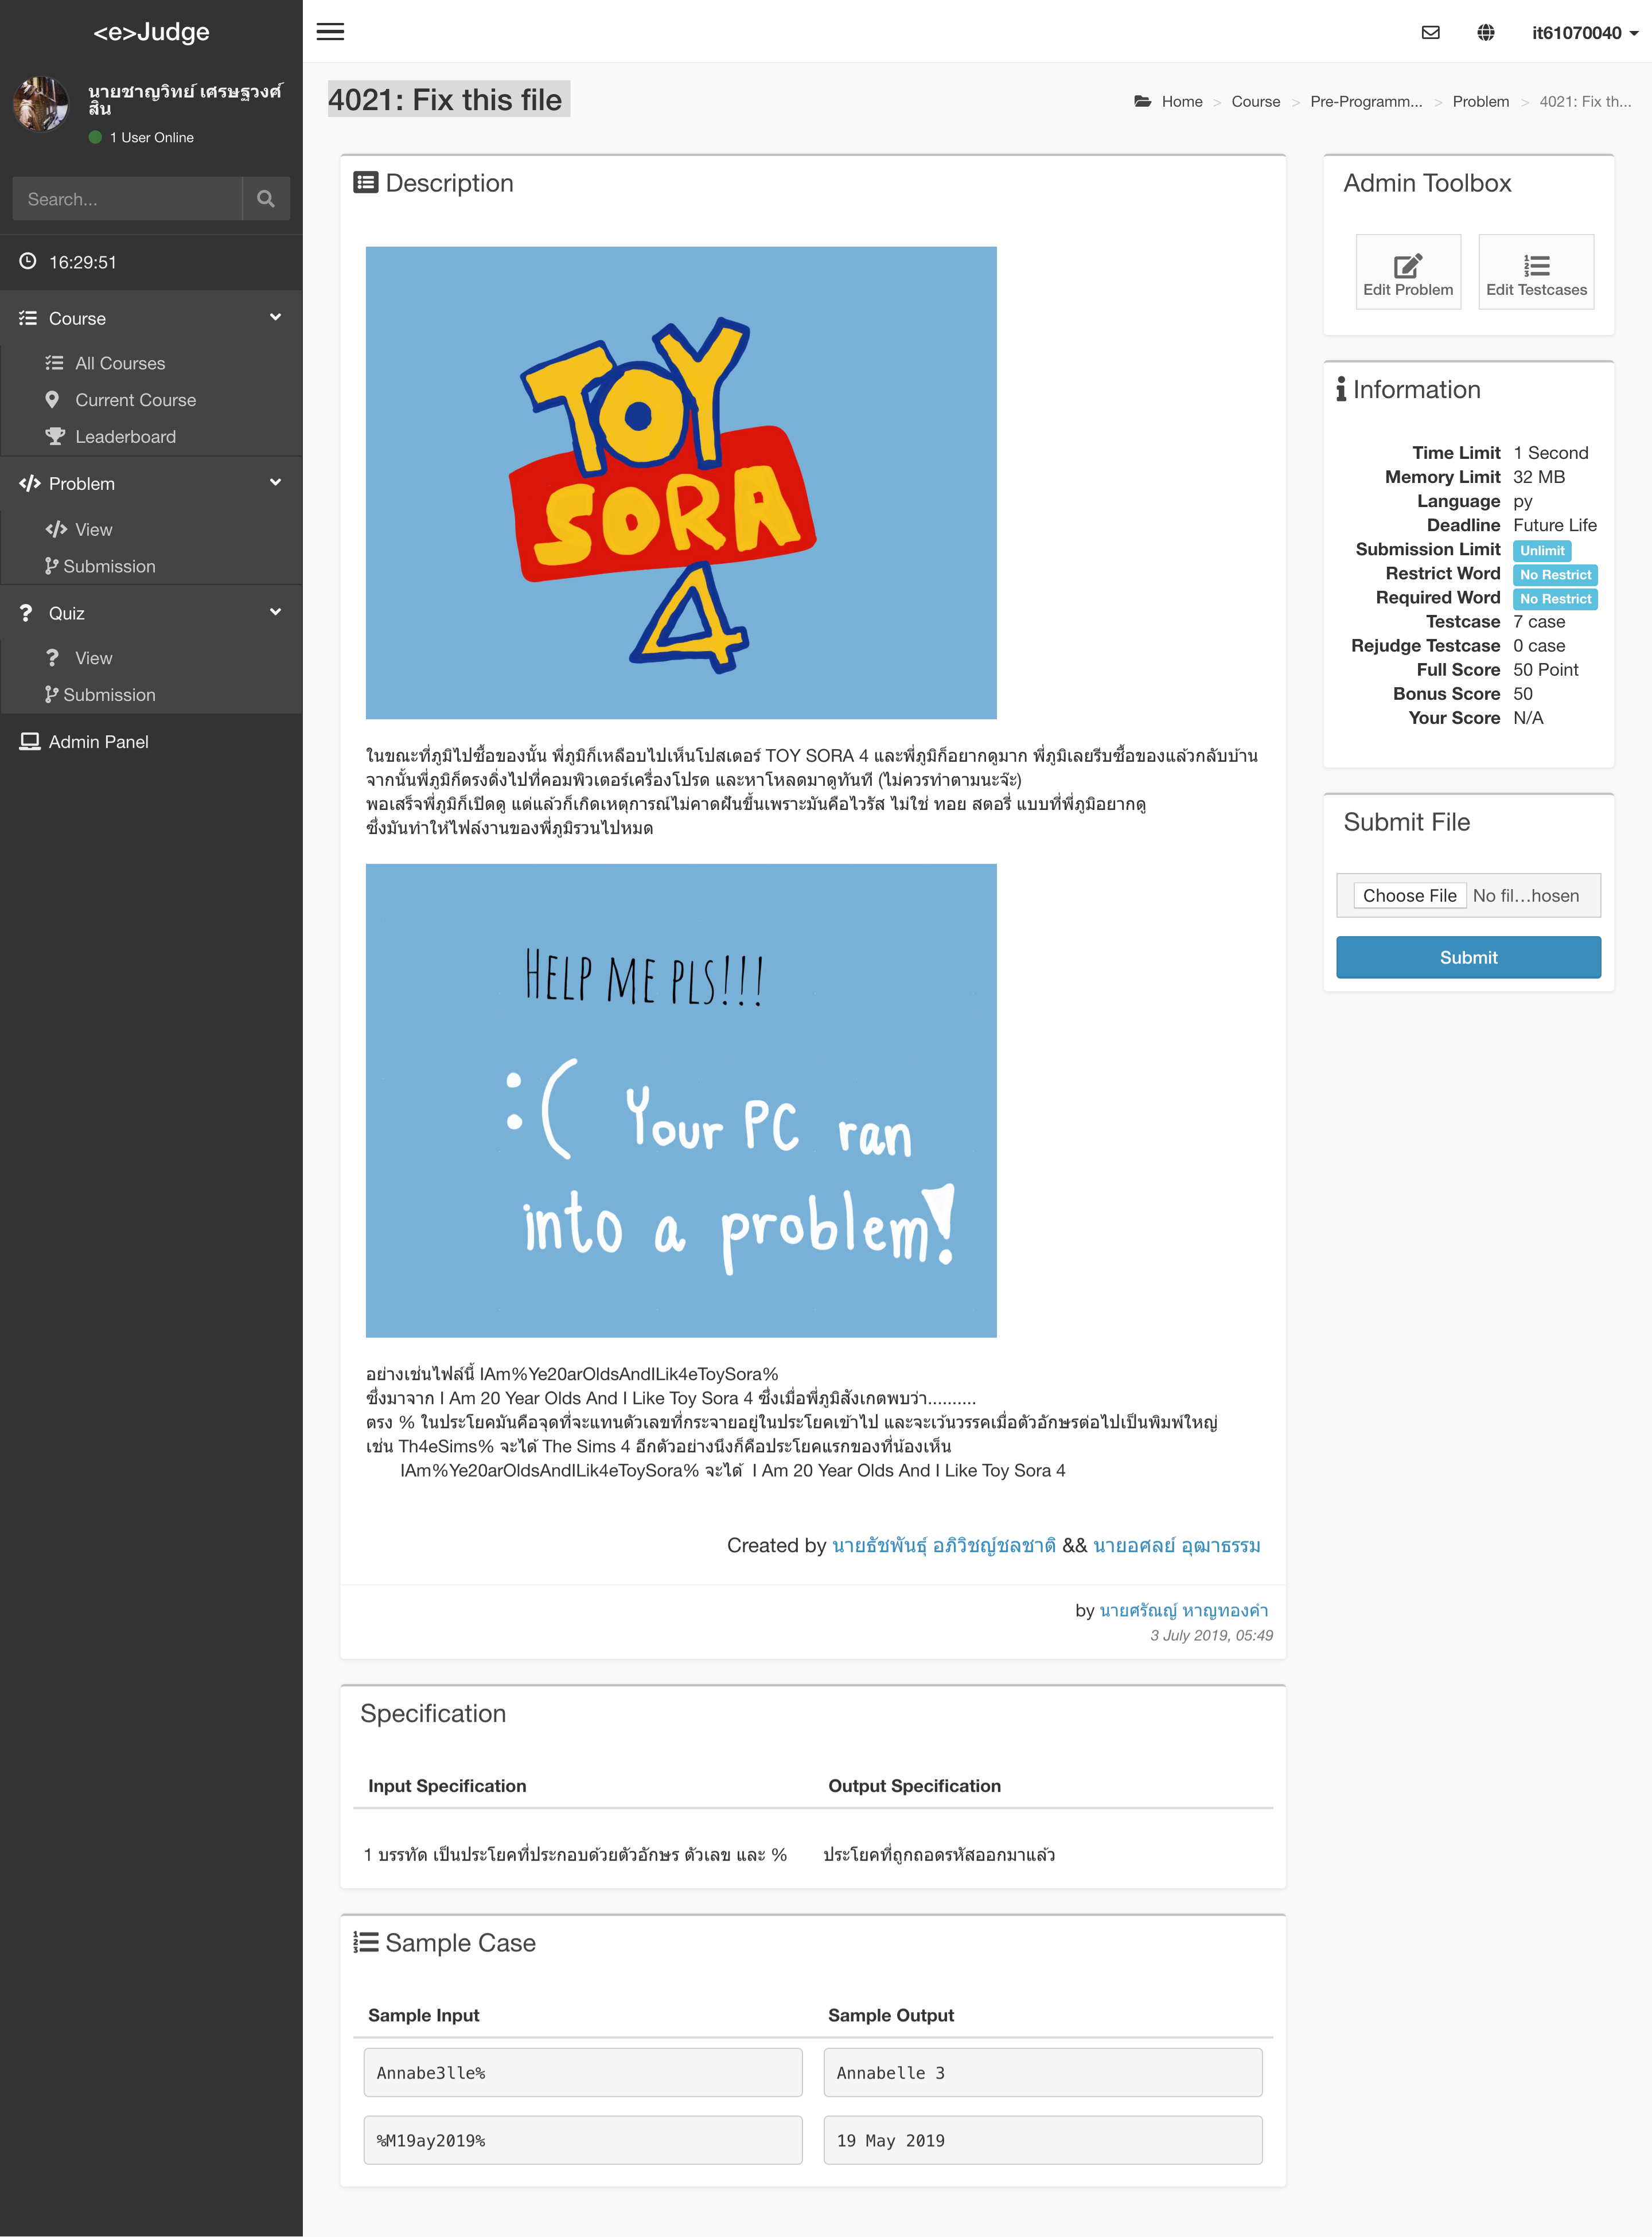 <e>Judge
it61070040
นายชาญวิทย์ เศรษฐวงศ์
สิน
1 User Online
4021: Fix this file
Home > Course > Pre-Programm... > Problem > 4021: Fix th...
Search...
16:29:51
Course
All Courses
Current Course
Leaderboard
Problem
View
Submission
Quiz
View
Submission
Admin Panel
Description
TOY
SORA
4
ในขณะที่ภูมิไปซื้อของนั้น พี่ภูมิก็เหลือบไปเห็นโปสเตอร์ TOY SORA 4 และพี่ภูมิก็อยากดูมาก พี่ภูมิเลยรีบซื้อของแล้วกลับบ้าน
จากนั้นพี่ภูมิก็ตรงดิ่งไปที่คอมพิวเตอร์เครื่องโปรด และหาโหลดมาดูทันที (ไม่ควรทำตามนะจ๊ะ)
พอเสร็จพี่ภูมิก็เปิดดู แต่แล้วก็เกิดเหตุการณ์ไม่คาดฝันขึ้นเพราะมันคือไวรัส ไม่ใช่ ทอย สตอรี่ แบบที่พี่ภูมิอยากดู
ซึ่งมันทำให้ไฟล์งานของพี่ภูมิรวนไปหมด
HELP ME PLS!!!
:( Your PC ran
into a problem!
อย่างเช่นไฟล์นี้ IAm%Ye20arOldsAndILik4eToySora%
ซึ่งมาจาก I Am 20 Year Olds And I Like Toy Sora 4 ซึ่งเมื่อพี่ภูมิสังเกตพบว่า..........
ตรง % ในประโยคมันคือจุดที่จะแทนตัวเลขที่กระจายอยู่ในประโยคเข้าไป และจะเว้นวรรคเมื่อตัวอักษรต่อไปเป็นพิมพ์ใหญ่
เช่น Th4eSims% จะได้ The Sims 4 อีกตัวอย่างนึงก็คือประโยคแรกของที่น้องเห็น
IAm%Ye20arOldsAndILik4eToySora% จะได้ I Am 20 Year Olds And I Like Toy Sora 4
Created by นายธัชพันธุ์ อภิวิชญ์ชลชาติ && นายอศลย์ อุฒาธรรม
by นายศรัณญ์ หาญทองคำ
3 July 2019, 05:49
Specification
Input Specification
Output Specification
1 บรรทัด เป็นประโยคที่ประกอบด้วยตัวอักษร ตัวเลข และ %
ประโยคที่ถูกถอดรหัสออกมาแล้ว
Sample Case
Sample Input
Sample Output
Annabe3lle%
Annabelle 3
%M19ay2019%
19 May 2019
Admin Toolbox
Edit Problem
Edit Testcases
Information
Time Limit 1 Second
Memory Limit 32 MB
Language py
Deadline Future Life
Submission Limit Unlimit
Restrict Word No Restrict
Required Word No Restrict
Testcase 7 case
Rejudge Testcase 0 case
Full Score 50 Point
Bonus Score 50
Your Score N/A
Submit File
Choose File No fil...hosen
Submit